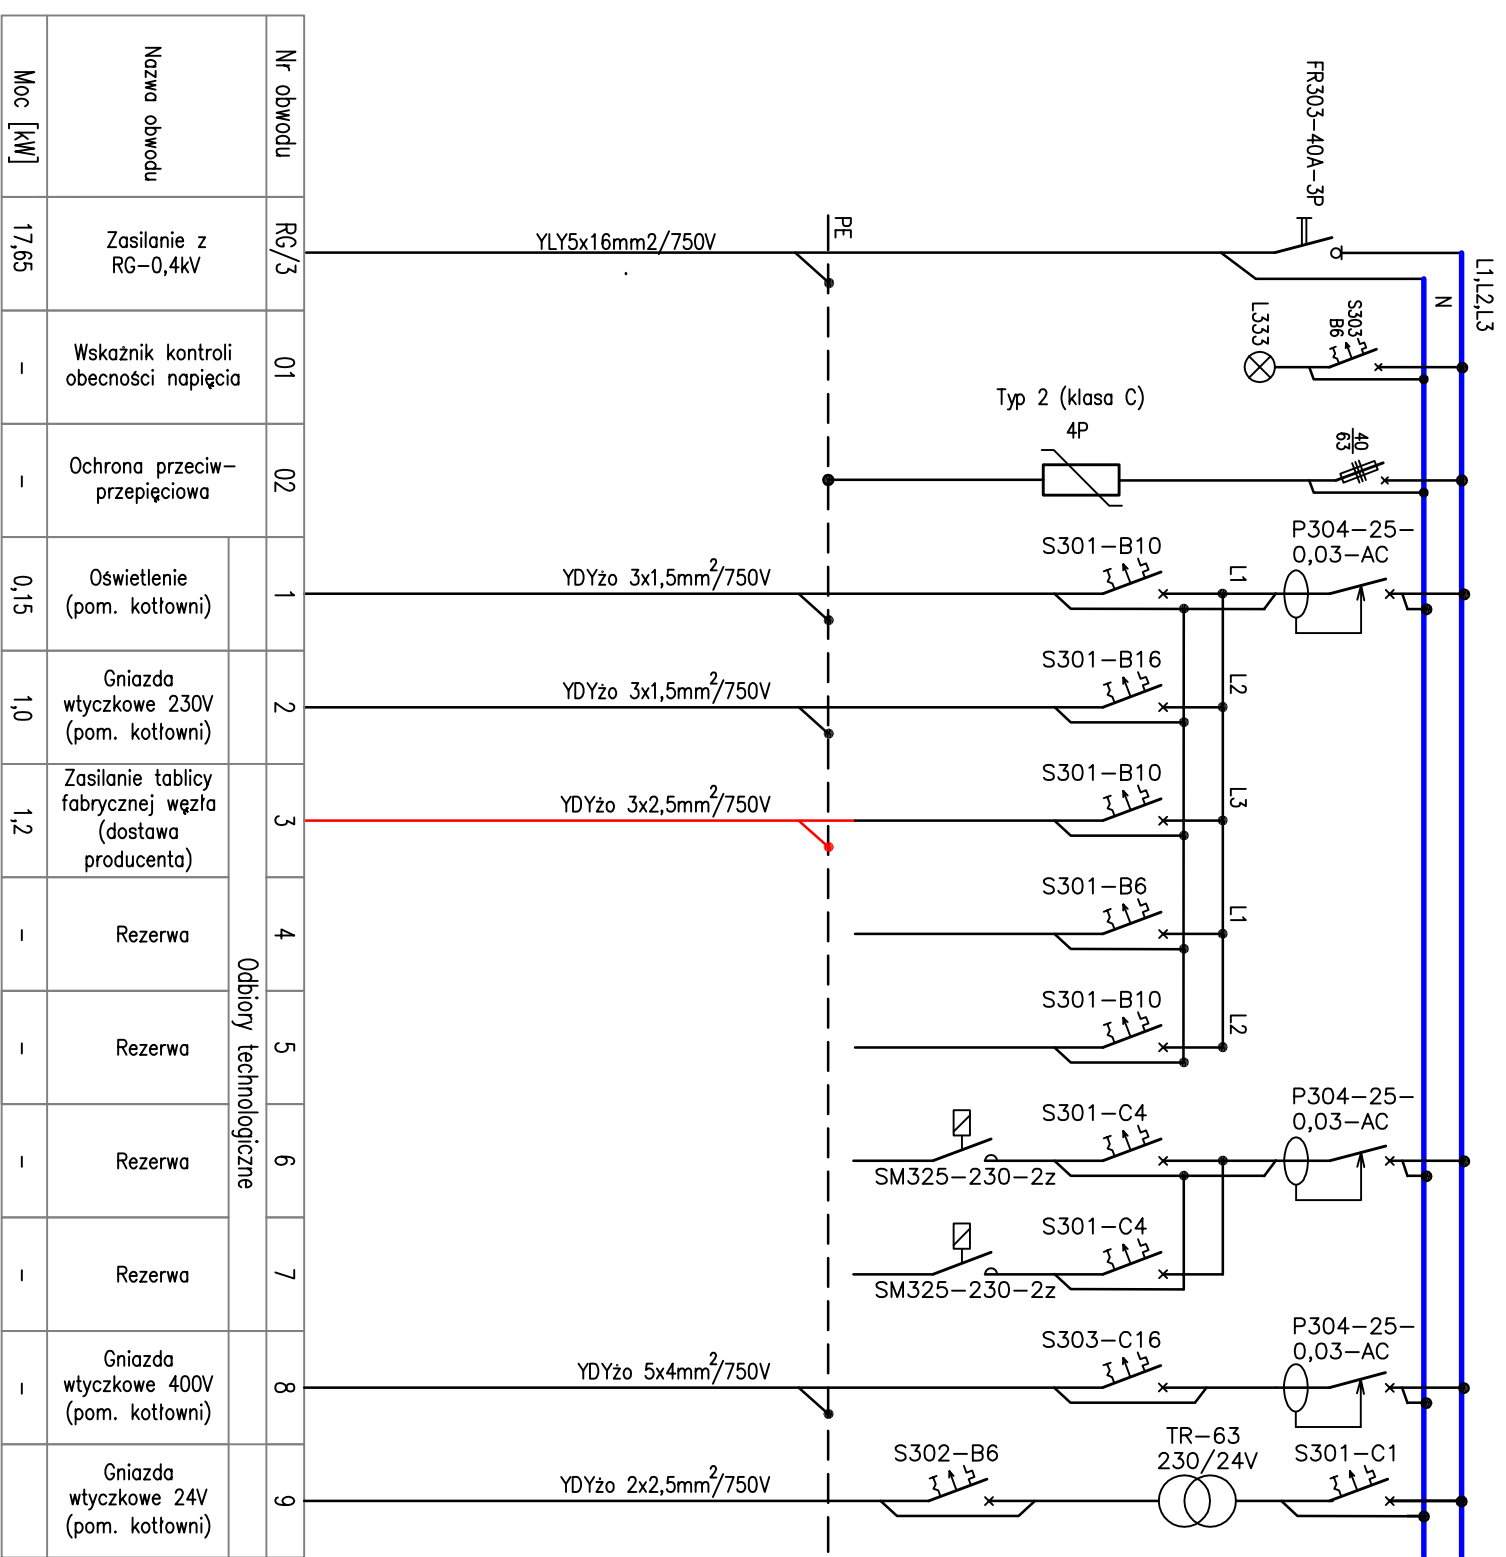 FR303-40A-3P
L1,L2,L3
N
PE
Nr obwodu
Nazwa obwodu
Moc [kW]
RG/3
Zasilanie z
RG-0,4kV
17,65
YLY5x16mm2/750V
01
Wskaźnik kontroli
obecności napięcia
-
L333
S303
B6
02
Ochrona przeciw-
przepięciowa
-
Typ 2 (klasa C)
4P
40
63
Odbiory technologiczne
1
Oświetlenie
(pom. kotłowni)
0,15
YDYżo 3x1,5mm²/750V
S301-B10
L1
P304-25-
0,03-AC
2
Gniazda
wtyczkowe 230V
(pom. kotłowni)
1,0
YDYżo 3x1,5mm²/750V
S301-B16
L2
3
Zasilanie tablicy
fabrycznej węzła
(dostawa
producenta)
1,2
YDYżo 3x2,5mm²/750V
S301-B10
L3
4
Rezerwa
-
S301-B6
L1
5
Rezerwa
-
S301-B10
L2
6
Rezerwa
-
SM325-230-2z
S301-C4
P304-25-
0,03-AC
7
Rezerwa
-
SM325-230-2z
S301-C4
8
Gniazda
wtyczkowe 400V
(pom. kotłowni)
-
YDYżo 5x4mm²/750V
S303-C16
P304-25-
0,03-AC
9
Gniazda
wtyczkowe 24V
(pom. kotłowni)
YDYżo 2x2,5mm²/750V
S302-B6
TR-63
230/24V
S301-C1